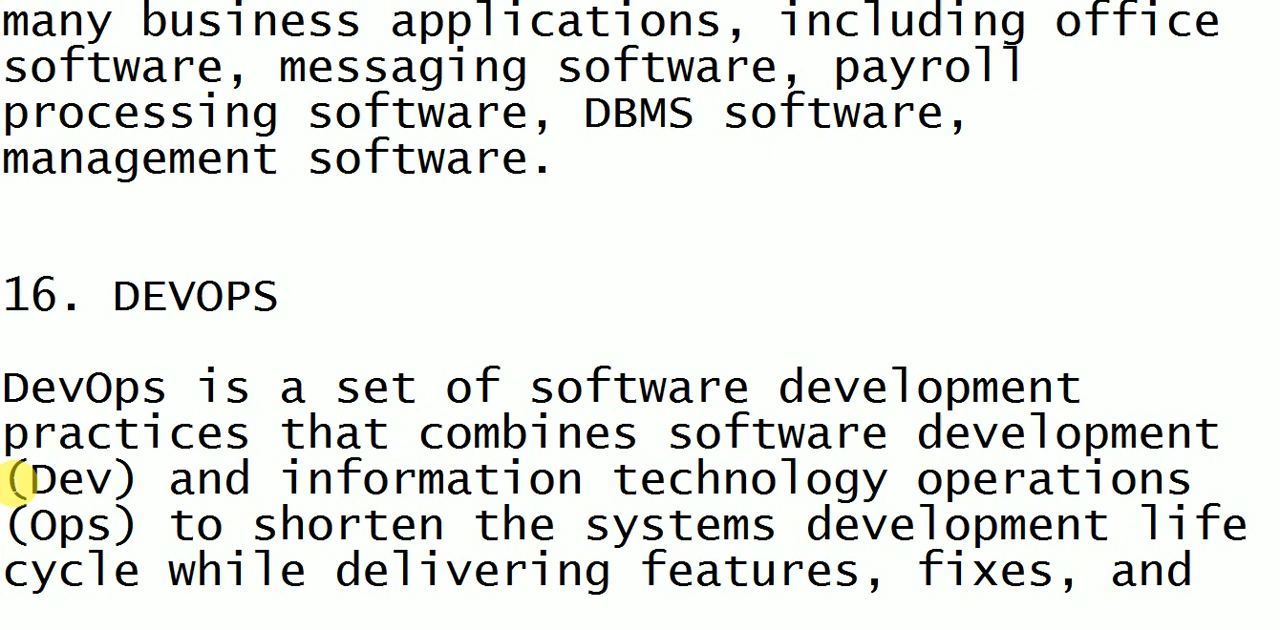 many business applications, including office
software, messaging software, payroll
processing software, DBMS software,
management software.
16. DEVOPS
DevOps is a set of software development
practices that combines software development
(Dev) and information technology operations
(Ops) to shorten the systems development life
cycle while delivering features, fixes, and